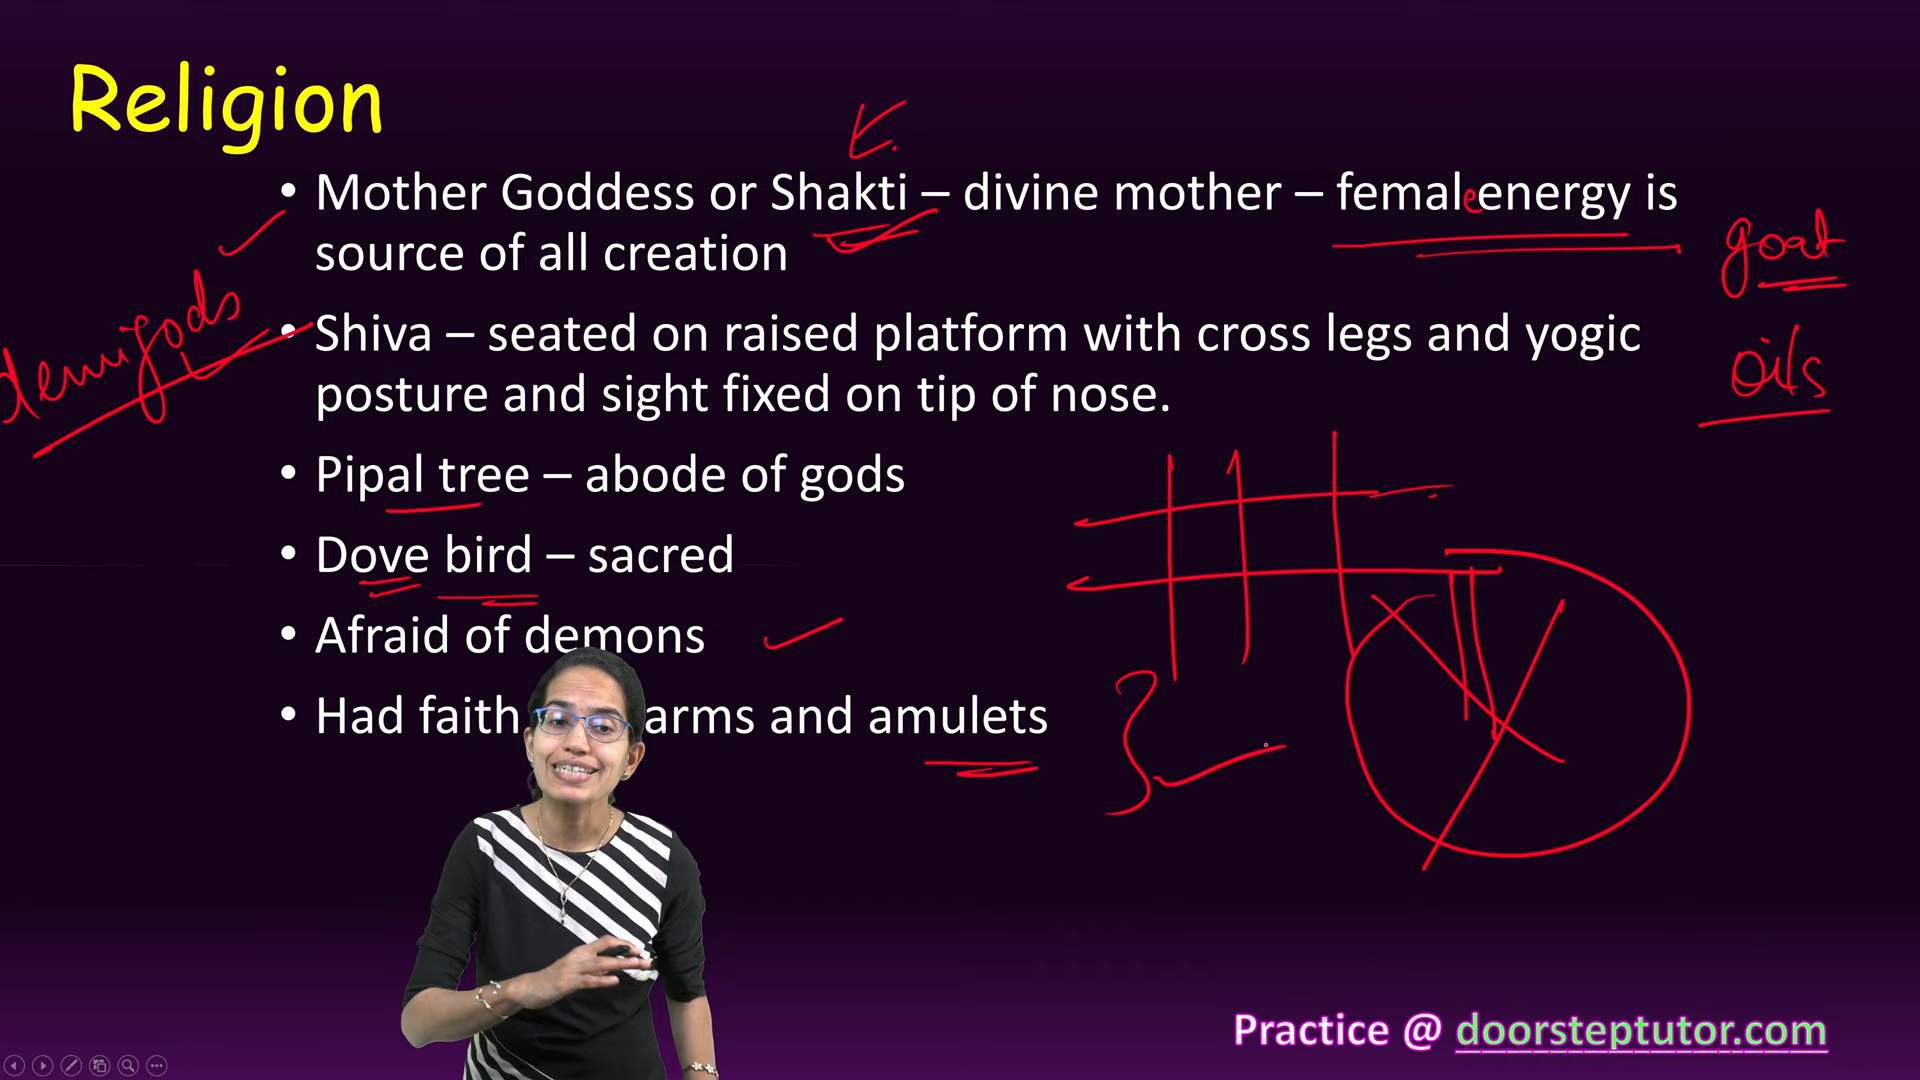 Religion
• Mother Goddess or Shakti – divine mother – female energy is
source of all creation
• Shiva – seated on raised platform with cross legs and yogic
posture and sight fixed on tip of nose.
• Pipal tree – abode of gods
• Dove bird – sacred
• Afraid of demons
• Had faith arms and amulets
demigods
goat
oils
Practice @ doorsteptutor.com